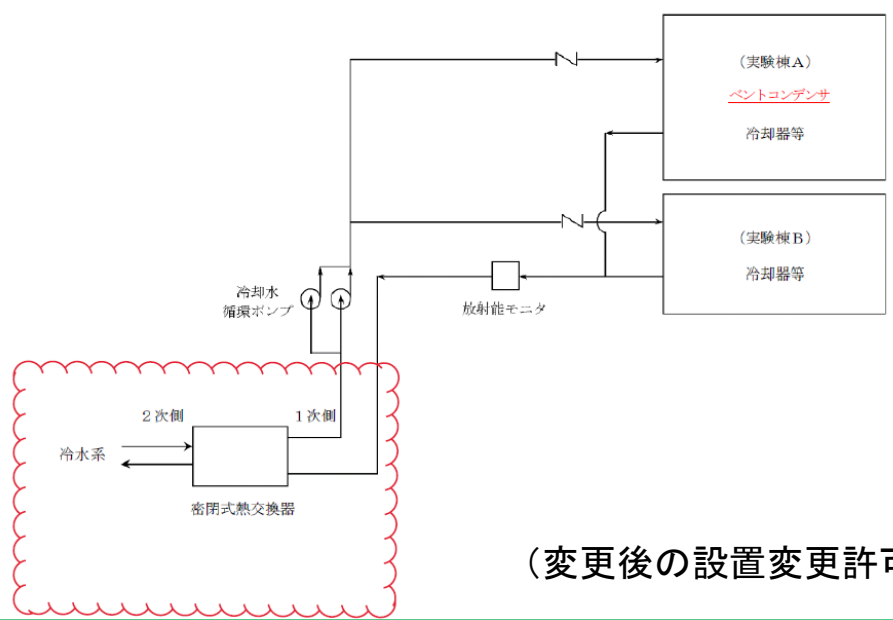 （実験棟A）
ベントコンデンサ
冷却器等
（実験棟B）
冷却器等
冷却水
循環ポンプ
放射能モニタ
2次側
1次側
冷水系
密閉式熱交換器
（変更後の設置変更許可